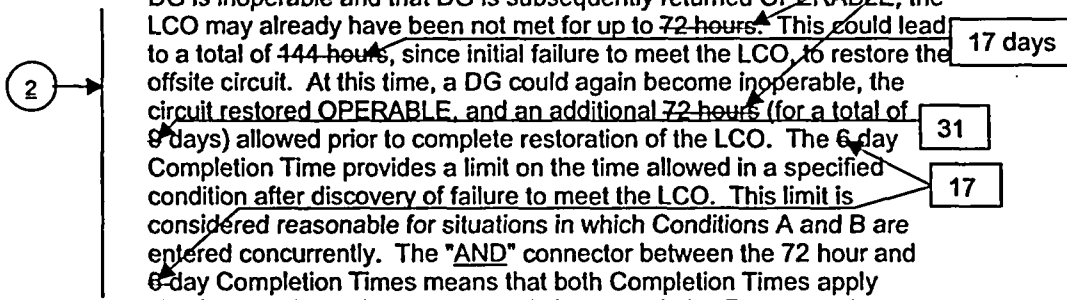 DG is inoperable and that DG is subsequently returned OPERABLE, the
LCO may already have been not met for up to 72 hours. This could lead
to a total of 144 hours, since initial failure to meet the LCO, to restore the
17 days
offsite circuit. At this time, a DG could again become inoperable, the
2
circuit restored OPERABLE, and an additional 72 hours (for a total of
9 days) allowed prior to complete restoration of the LCO. The 6 day
31
Completion Time provides a limit on the time allowed in a specified
condition after discovery of failure to meet the LCO. This limit is
17
considered reasonable for situations in which Conditions A and B are
entered concurrently. The "AND" connector between the 72 hour and
6 day Completion Times means that both Completion Times apply